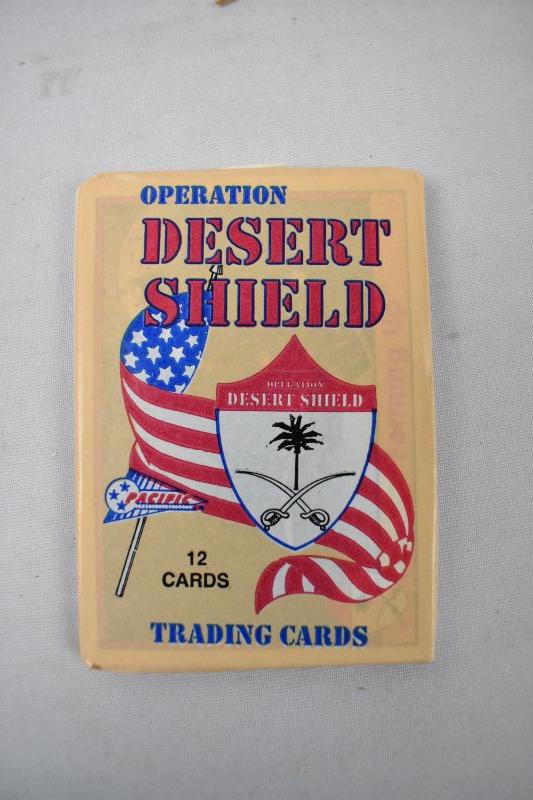 OPERATION
DESERT
SHIELD
OPERATION
DESERT SHIELD
PACIFIC
12
CARDS
TRADING CARDS